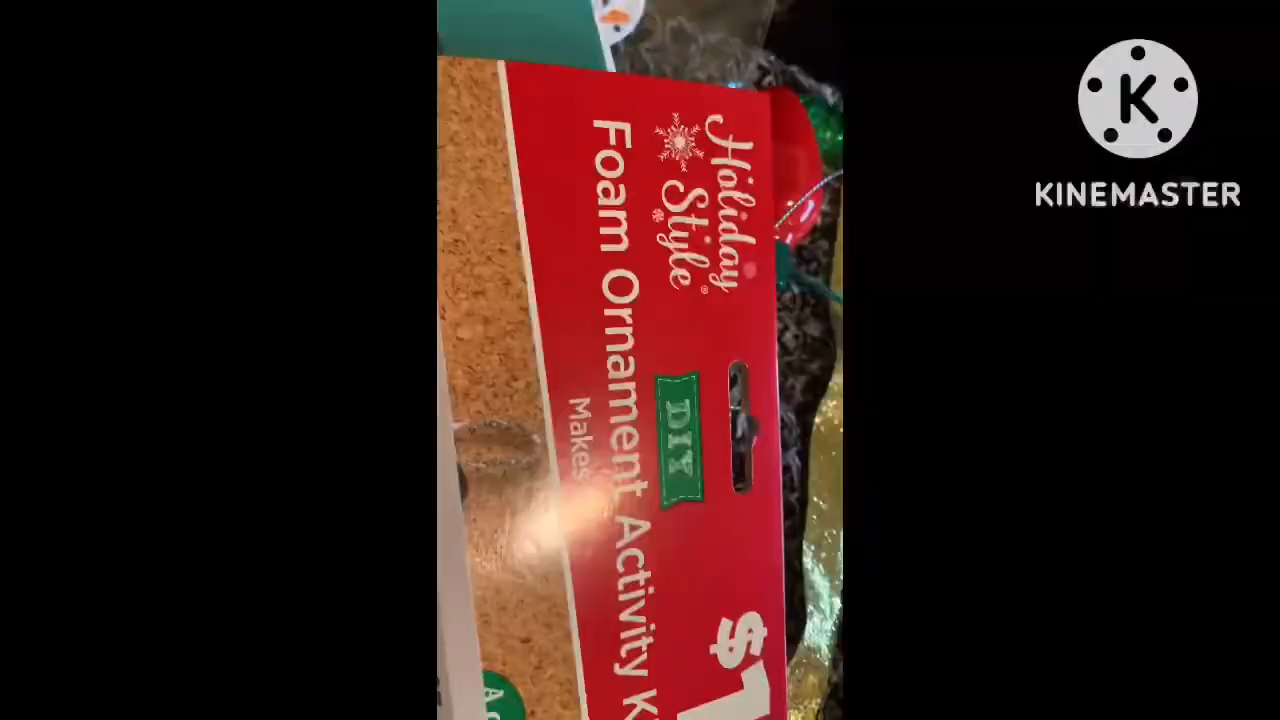 Holiday
Style
DIY
Foam Ornament Activity
Makes
$1
K
KINEMASTER